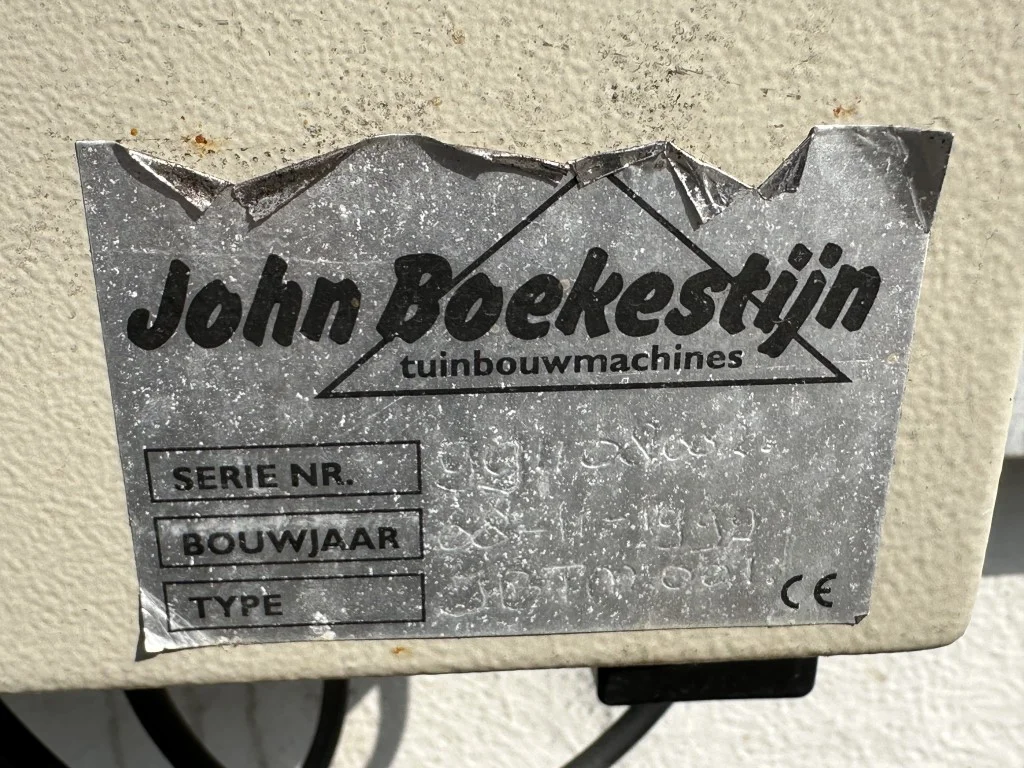 John Boekestijn
tuinbouwmachines
SERIE NR.
BOUWJAAR
TYPE
CE